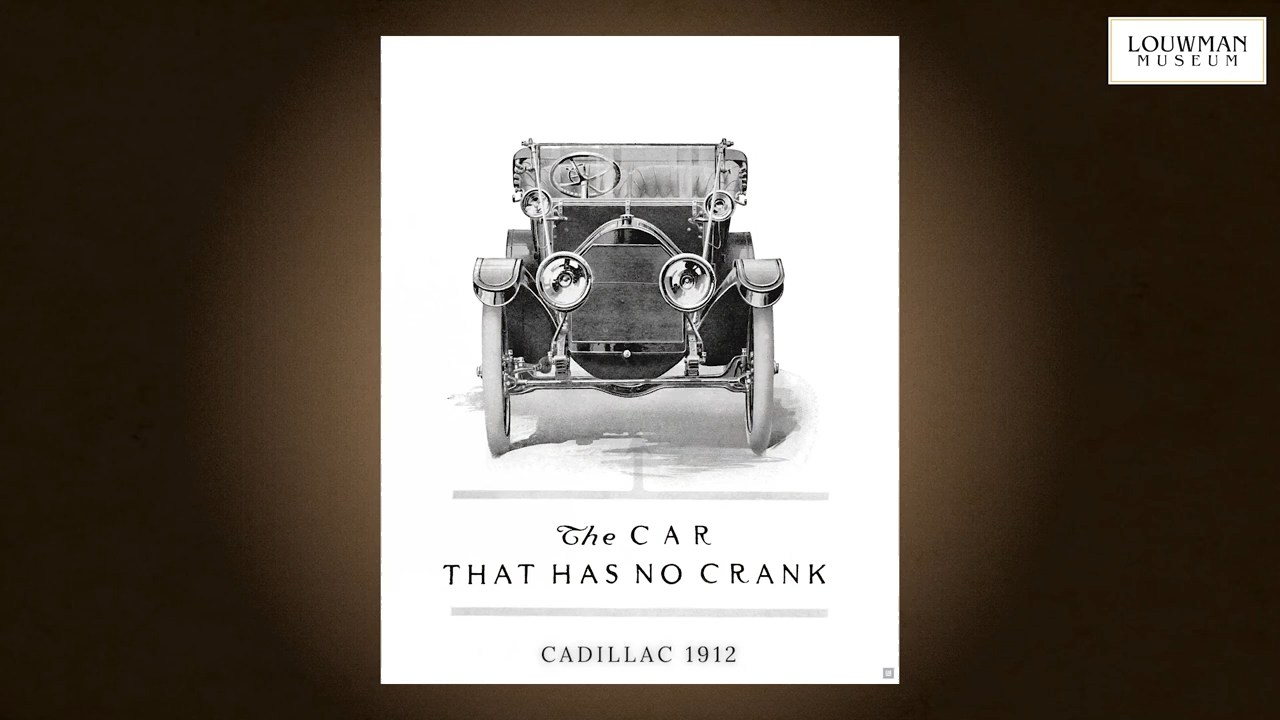 LOUWMAN
MUSEUM
The CAR
THAT HAS NO CRANK
CADILLAC 1912